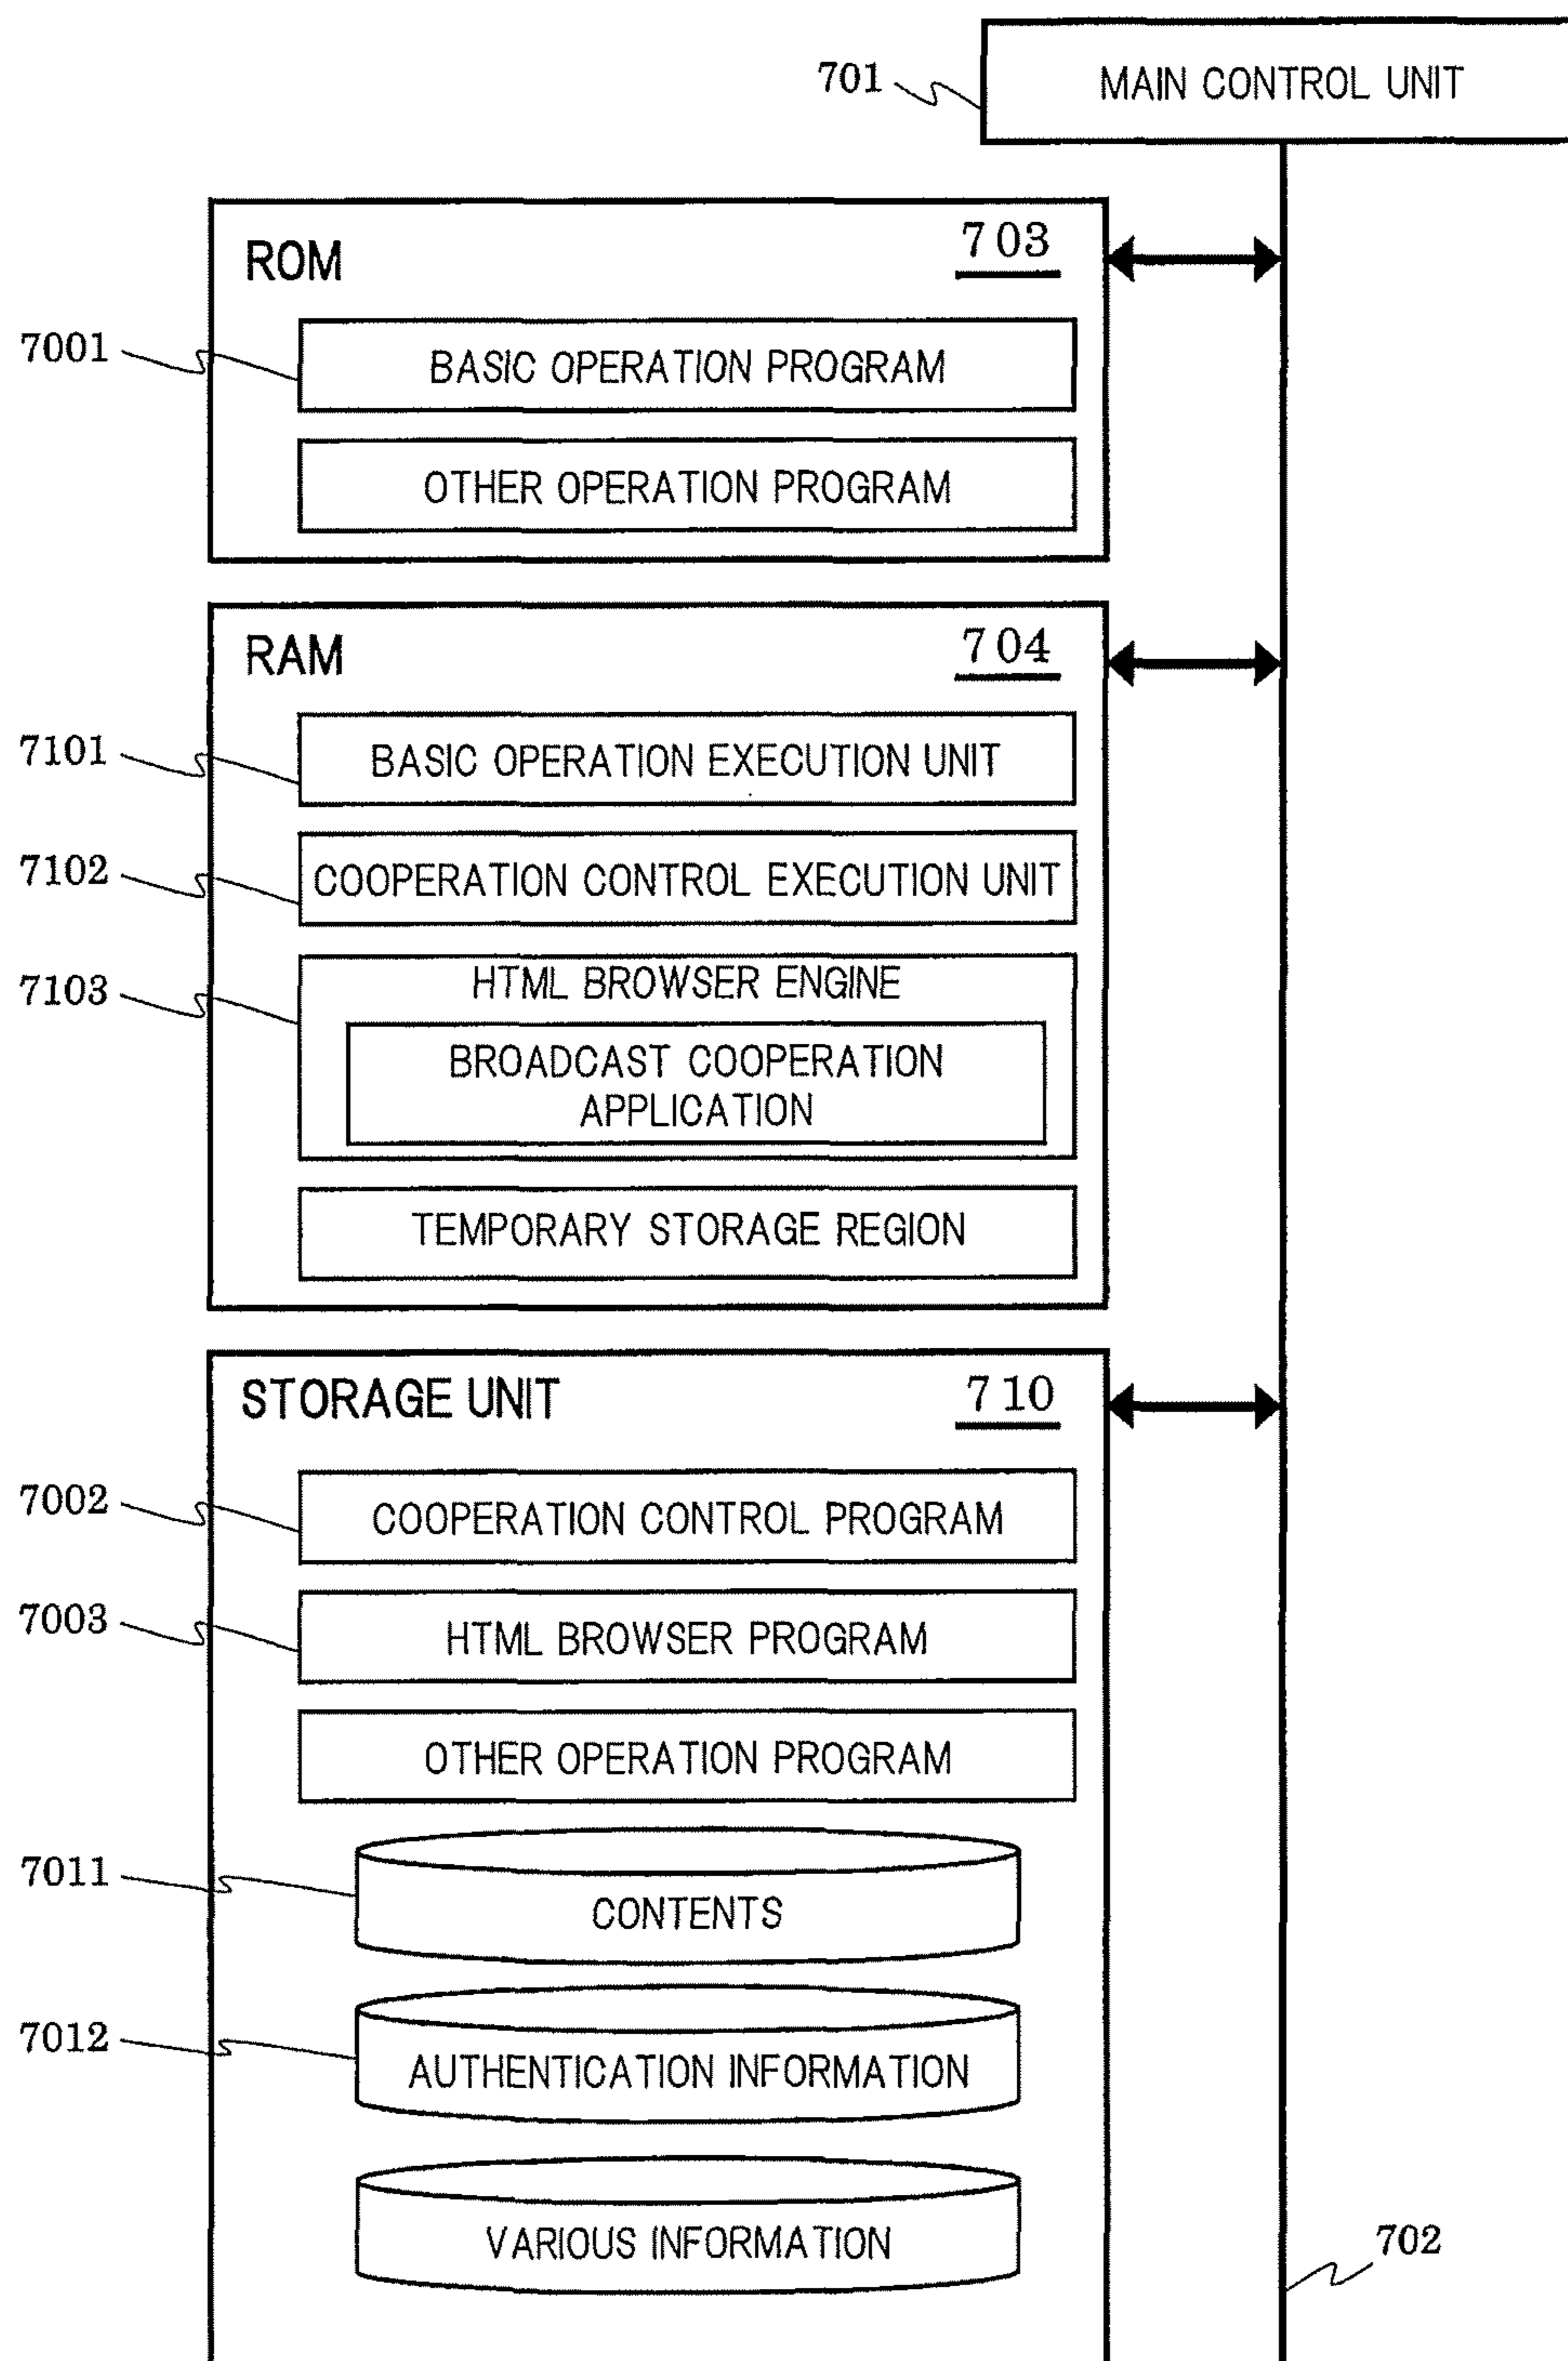 701
MAIN CONTROL UNIT
ROM
703
7001
BASIC OPERATION PROGRAM
OTHER OPERATION PROGRAM
RAM
704
7101
BASIC OPERATION EXECUTION UNIT
7102
COOPERATION CONTROL EXECUTION UNIT
7103
HTML BROWSER ENGINE
BROADCAST COOPERATION
APPLICATION
TEMPORARY STORAGE REGION
STORAGE UNIT
710
7002
COOPERATION CONTROL PROGRAM
7003
HTML BROWSER PROGRAM
OTHER OPERATION PROGRAM
7011
CONTENTS
7012
AUTHENTICATION INFORMATION
VARIOUS INFORMATION
702